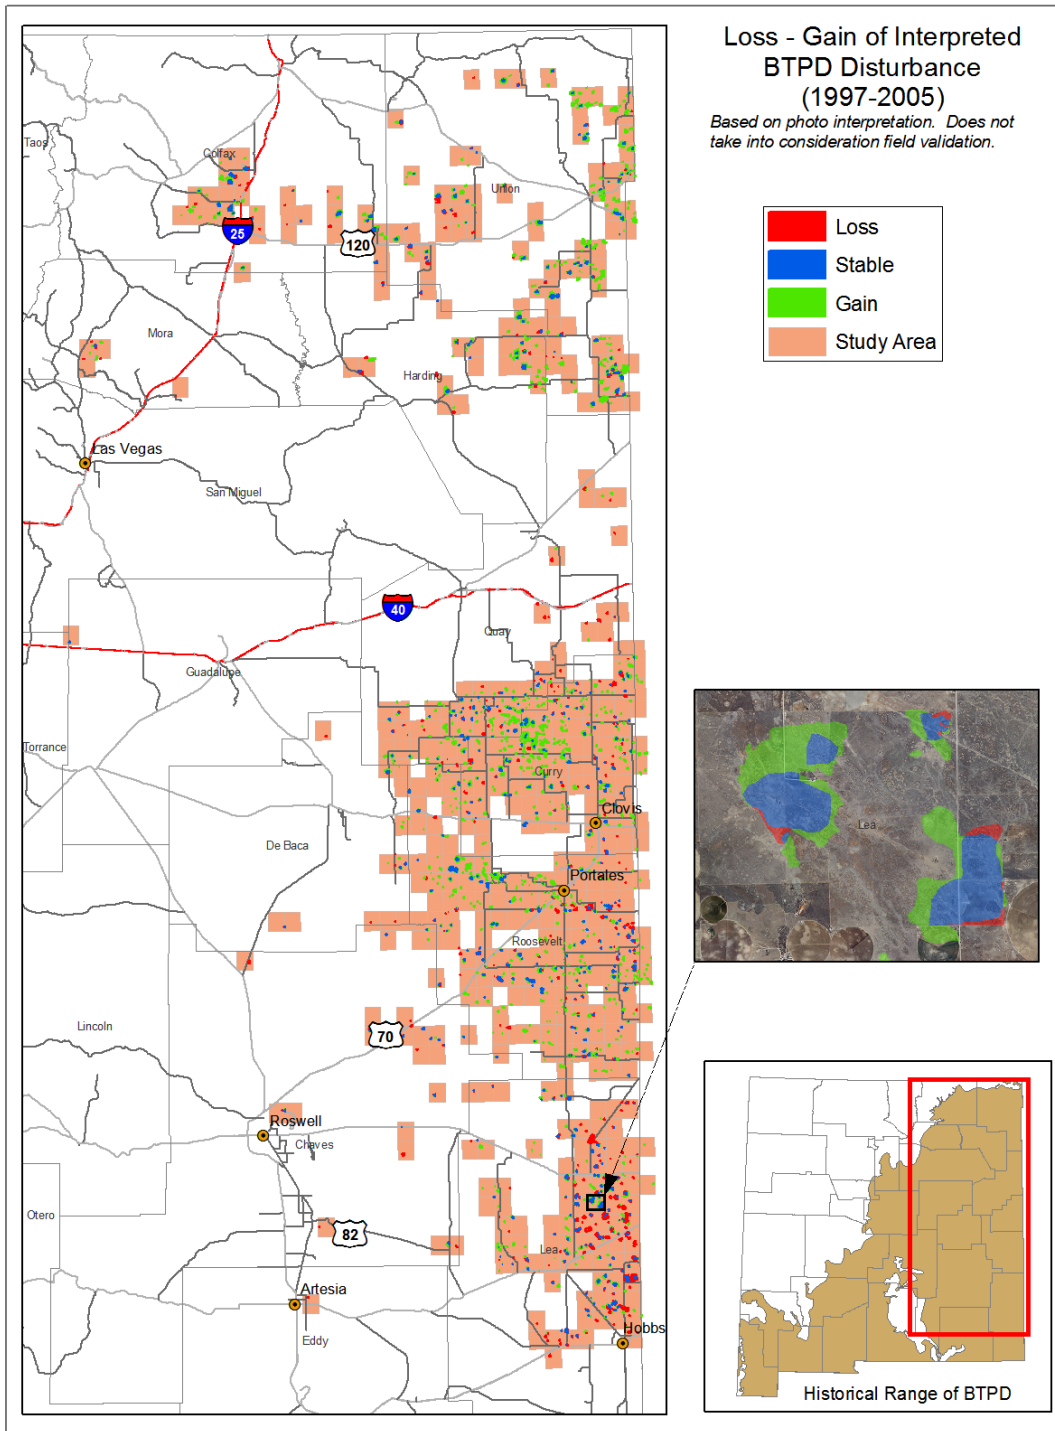 Loss - Gain of Interpreted
BTPD Disturbance
(1997-2005)
Based on photo interpretation. Does not
take into consideration field validation.
Loss
Stable
Gain
Study Area
Taos
Colfax
Union
25
120
Mora
Harding
Las Vegas
San Miguel
40
Quay
Guadalupe
Torrance
Curry
Clovis
De Baca
Portales
Roosevelt
Lincoln
70
Roswell
Chaves
Otero
82
Lea
Artesia
Eddy
Hobbs
Lea
Historical Range of BTPD